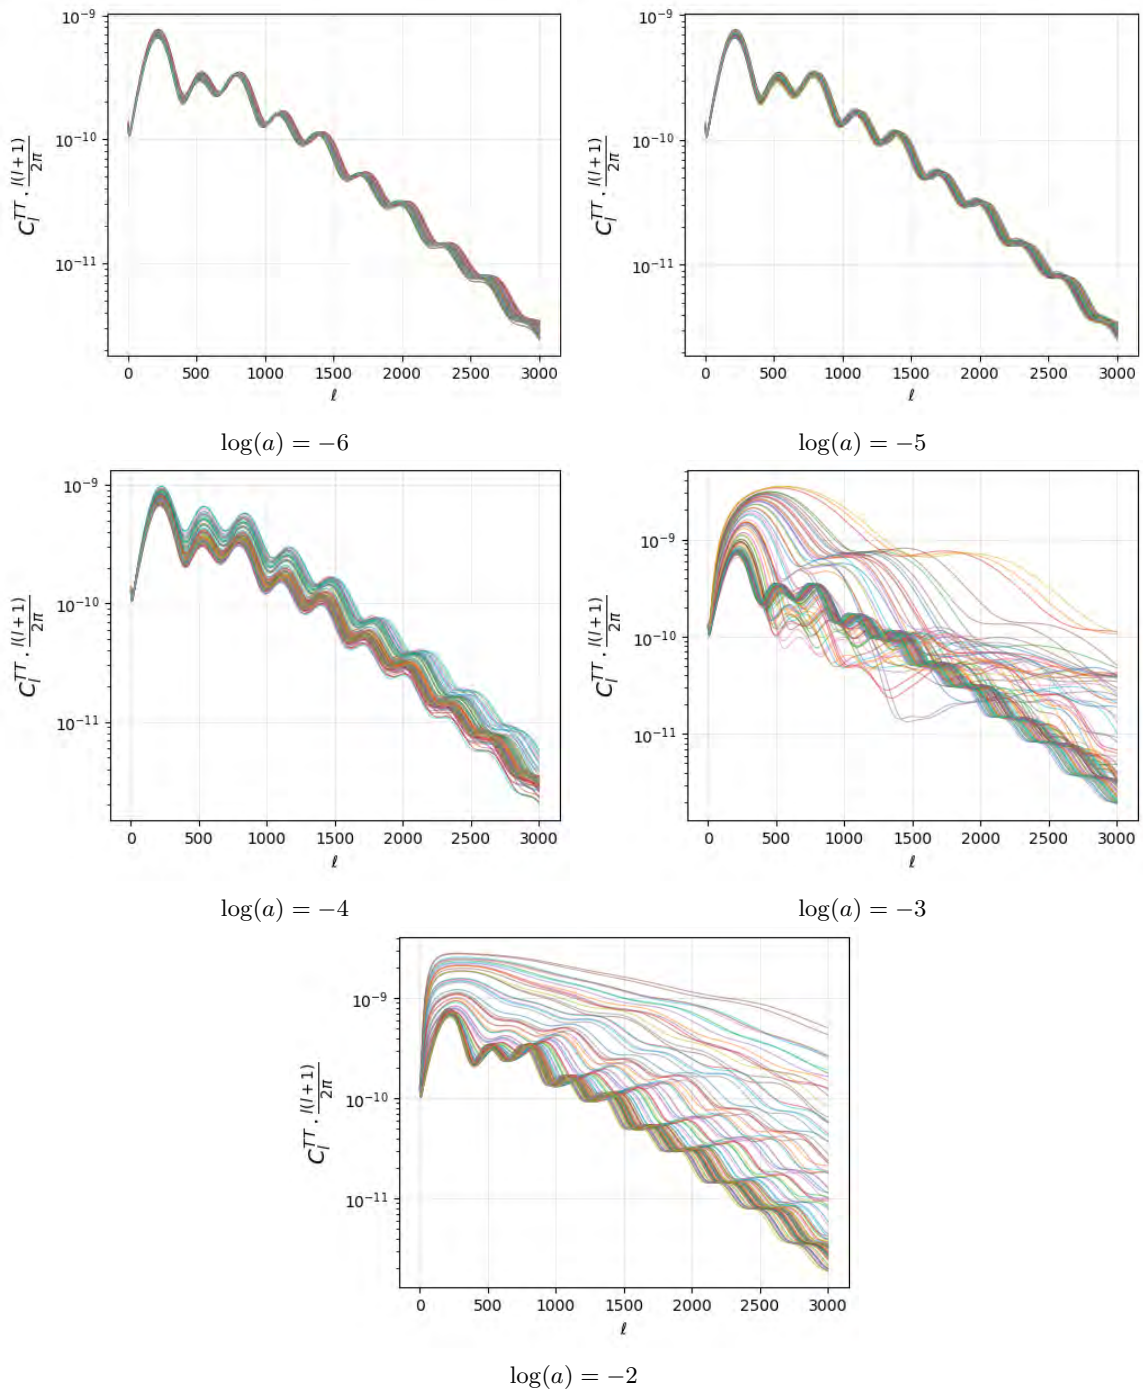 10⁻⁹ 10⁻⁹
10⁻¹⁰ 10⁻¹⁰
10⁻¹¹ 10⁻¹¹
C_l^{TT} · \frac{l(l+1)}{2π} C_l^{TT} · \frac{l(l+1)}{2π}
0 500 1000 1500 2000 2500 3000 0 500 1000 1500 2000 2500 3000
ℓ ℓ
log(a) = −6 log(a) = −5
10⁻⁹ 10⁻⁹
10⁻¹⁰ 10⁻¹⁰
10⁻¹¹ 10⁻¹¹
C_l^{TT} · \frac{l(l+1)}{2π} C_l^{TT} · \frac{l(l+1)}{2π}
0 500 1000 1500 2000 2500 3000 0 500 1000 1500 2000 2500 3000
ℓ ℓ
log(a) = −4 log(a) = −3
10⁻⁹
10⁻¹⁰
10⁻¹¹
C_l^{TT} · \frac{l(l+1)}{2π}
0 500 1000 1500 2000 2500 3000
ℓ
log(a) = −2